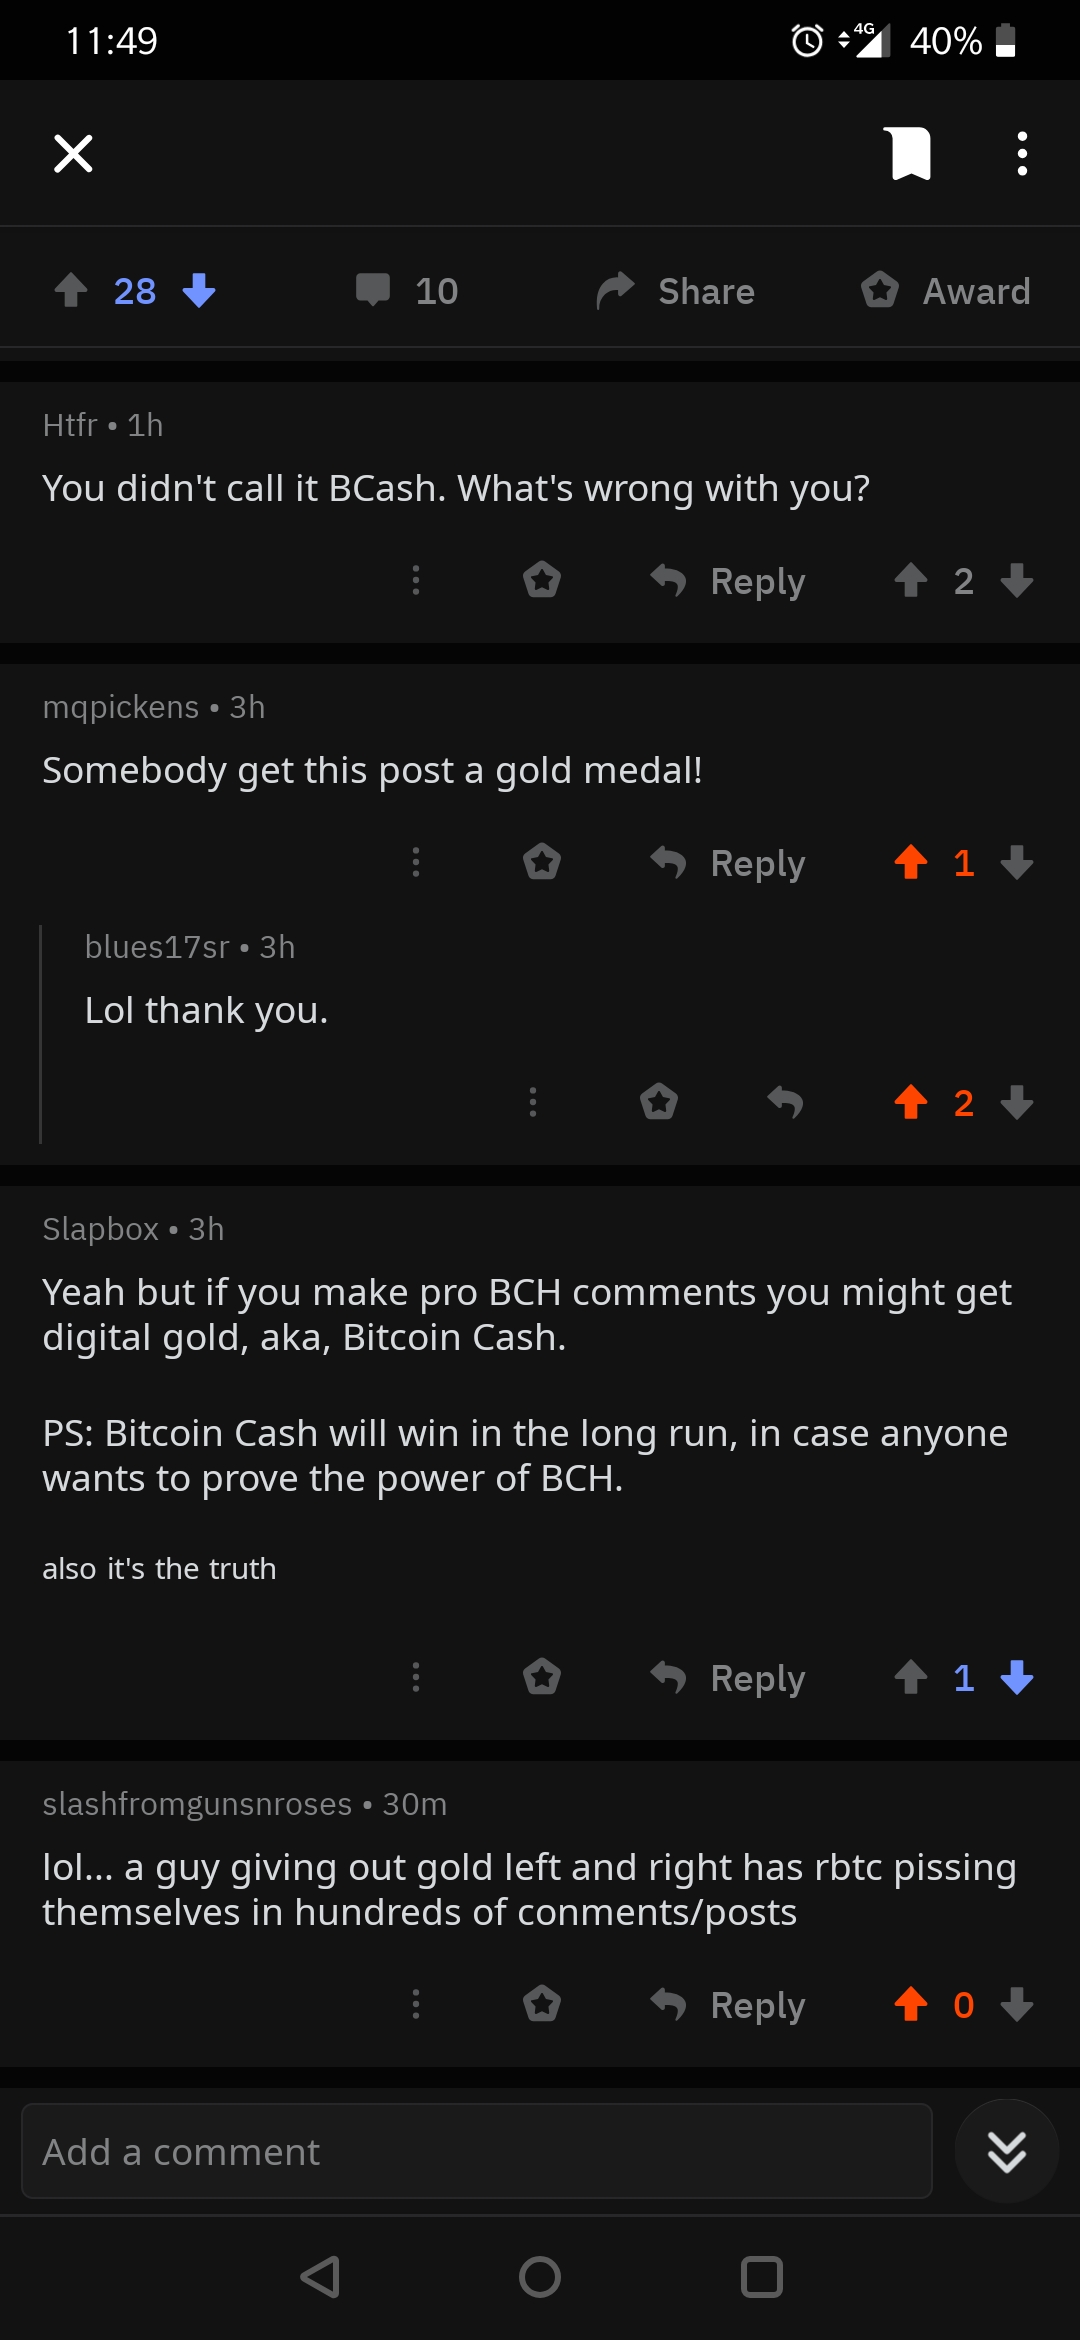 11:49
4G 40%
28 10 Share Award
Htfr • 1h
You didn't call it BCash. What's wrong with you?
Reply 2
mqpickens • 3h
Somebody get this post a gold medal!
Reply 1
blues17sr • 3h
Lol thank you.
2
Slapbox • 3h
Yeah but if you make pro BCH comments you might get
digital gold, aka, Bitcoin Cash.
PS: Bitcoin Cash will win in the long run, in case anyone
wants to prove the power of BCH.
also it's the truth
Reply 1
slashfromgunsnroses • 30m
lol... a guy giving out gold left and right has rbtc pissing
themselves in hundreds of conments/posts
Reply 0
Add a comment